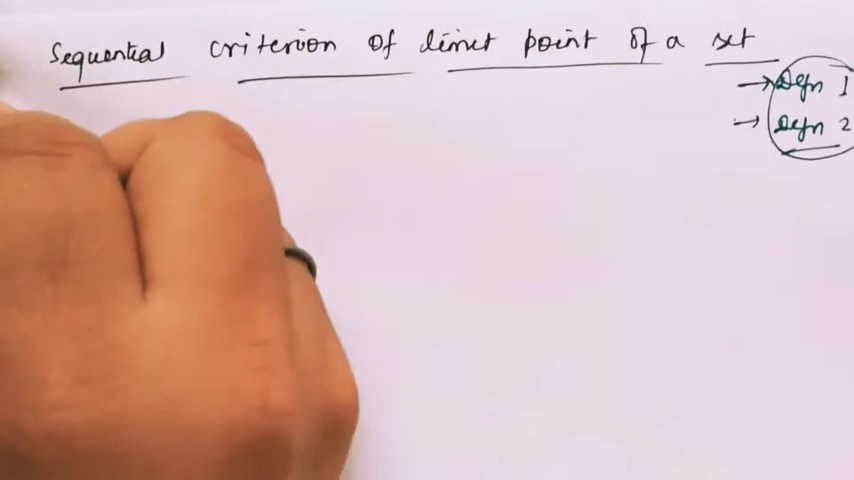 Sequential criterion of limit point of a set
→ Defn 1
→ Defn 2